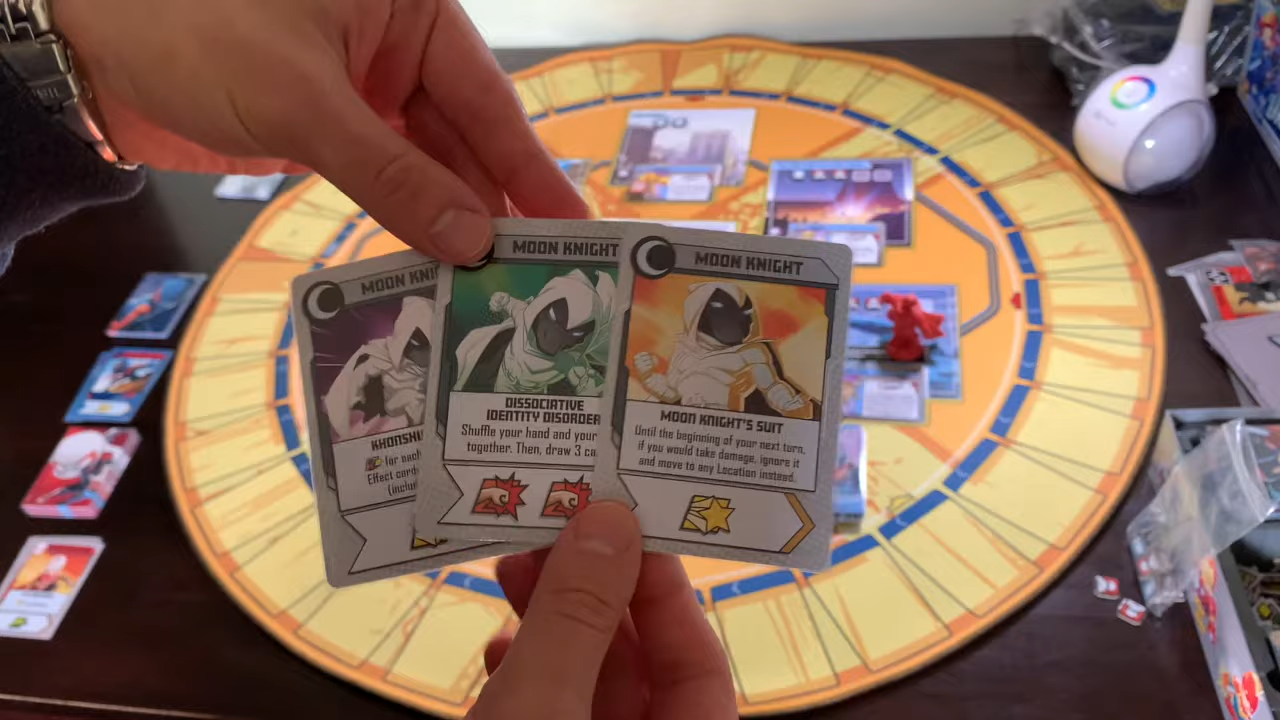 MOON KNI
KHONSHU
for each
Effect card
(inclu
MOON KNIGHT
DISSOCIATIVE
IDENTITY DISORDER
Shuffle your hand and your
together. Then, draw 3 ca
MOON KNIGHT
MOON KNIGHT'S SUIT
Until the beginning of your next turn,
if you would take damage, ignore it
and move to any Location instead.